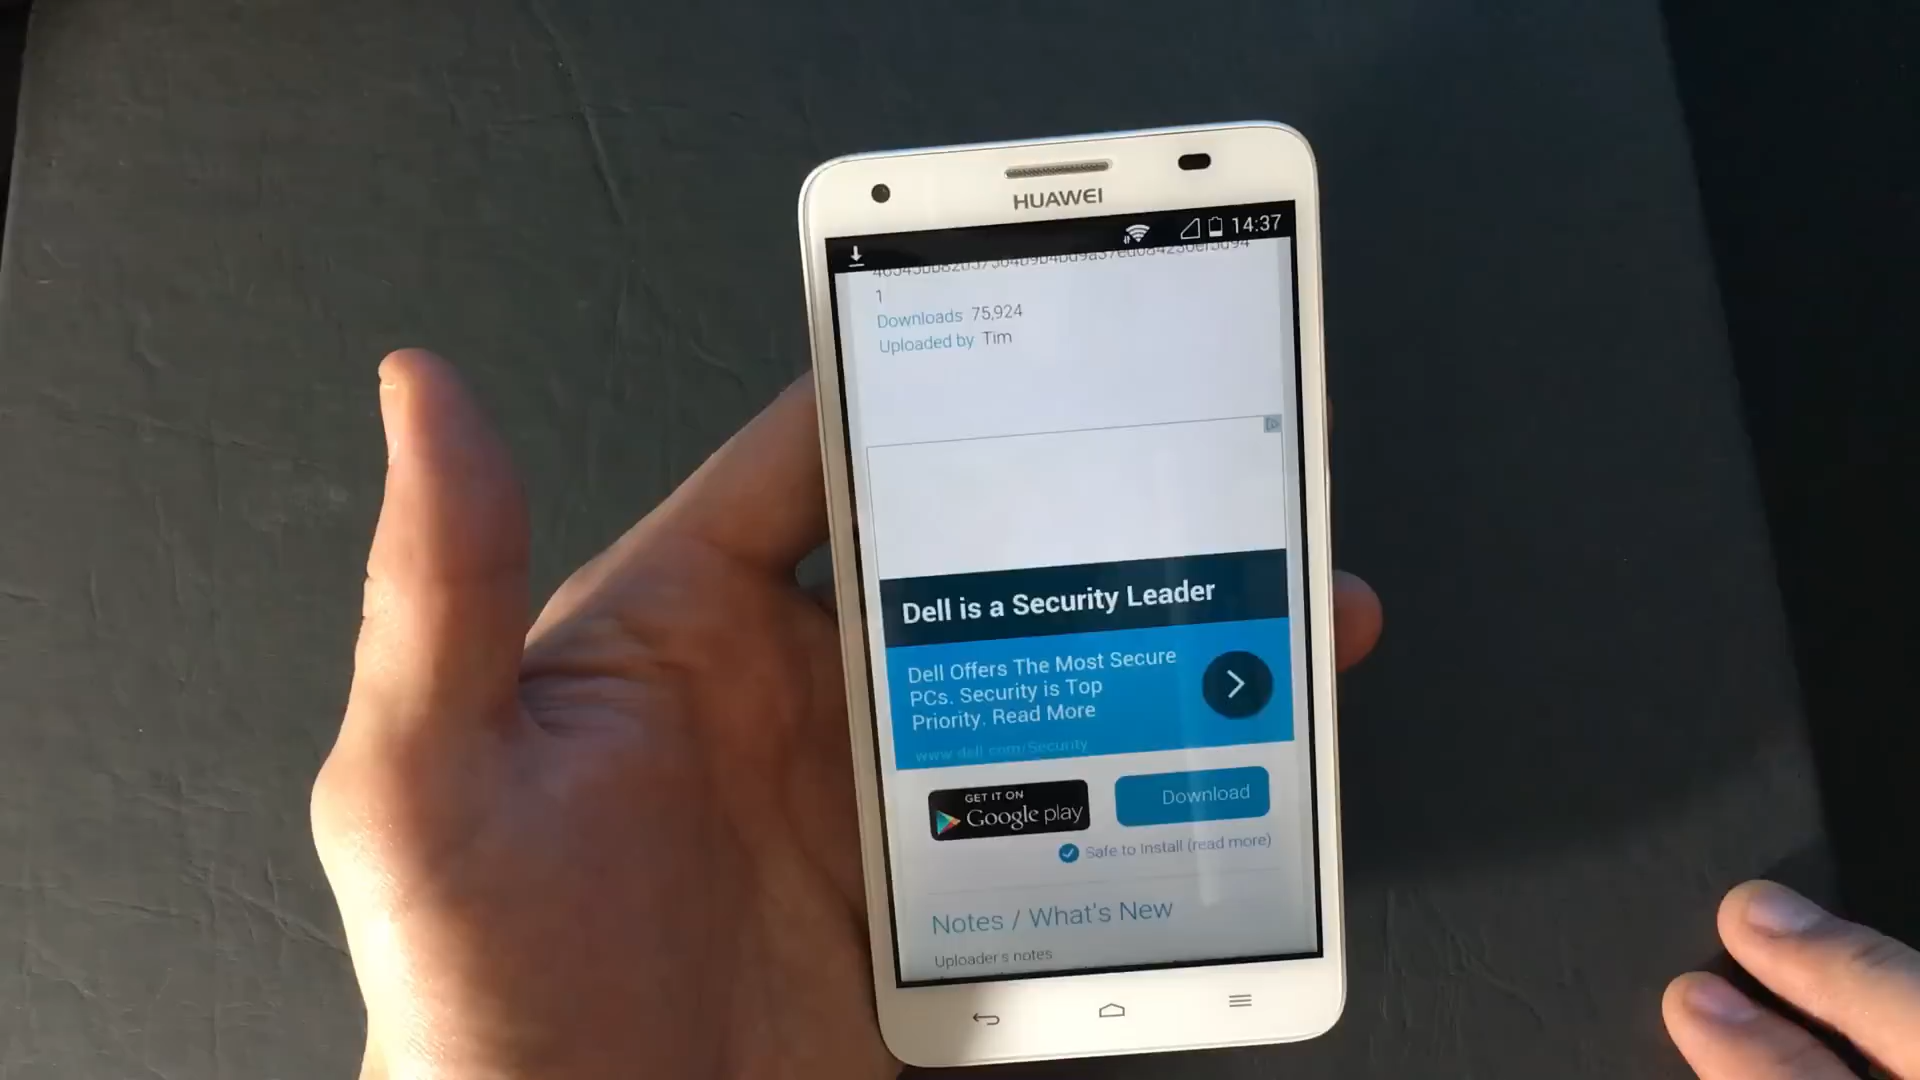 HUAWEI
14:37
1
Downloads 75,924
Uploaded by Tim
Dell is a Security Leader
Dell Offers The Most Secure
PCs. Security is Top
Priority. Read More
www.dell.com/Security
GET IT ON
Google play
Download
Safe to Install (read more)
Notes / What's New
Uploader's notes